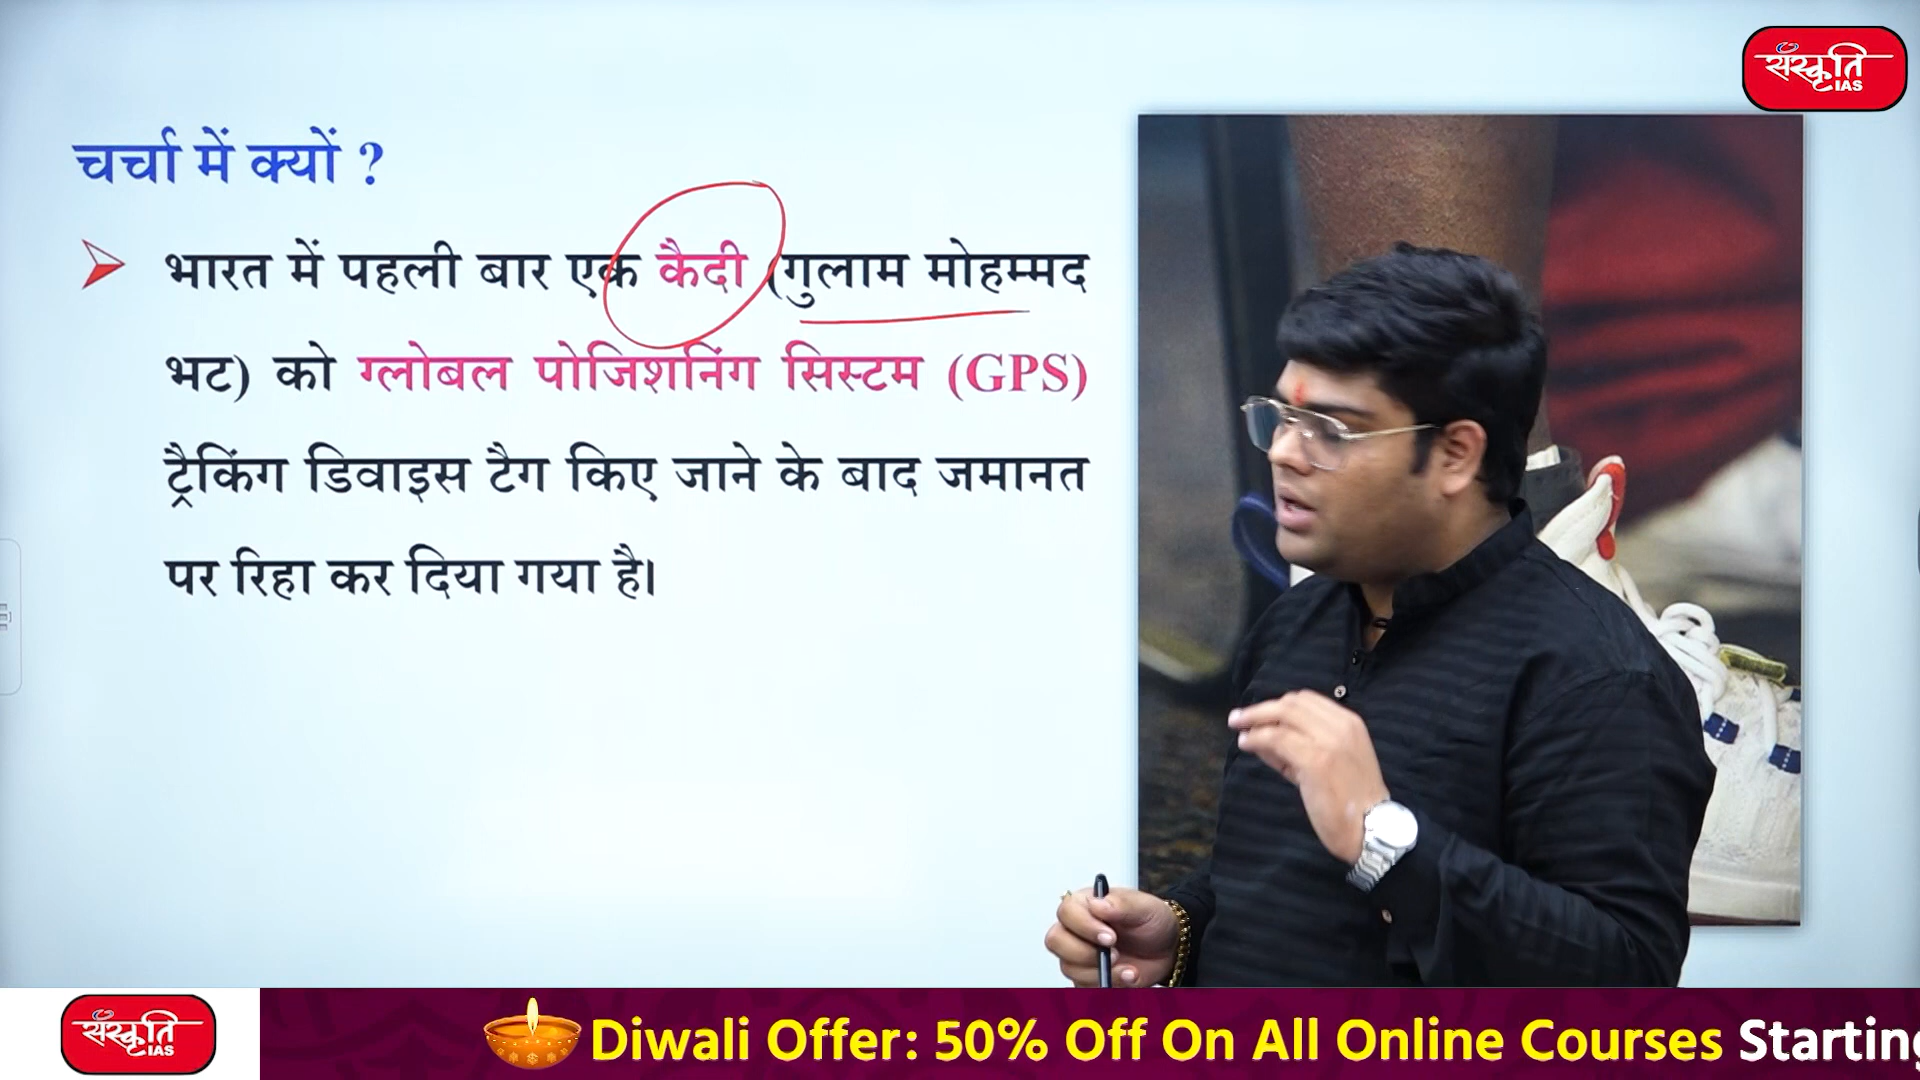 संस्कृति
IAS
चर्चा में क्यों ?
भारत में पहली बार एक कैदी (गुलाम मोहम्मद
भट) को ग्लोबल पोजिशनिंग सिस्टम (GPS)
ट्रैकिंग डिवाइस टैग किए जाने के बाद जमानत
पर रिहा कर दिया गया है।
संस्कृति
IAS
Diwali Offer: 50% Off On All Online Courses Starting